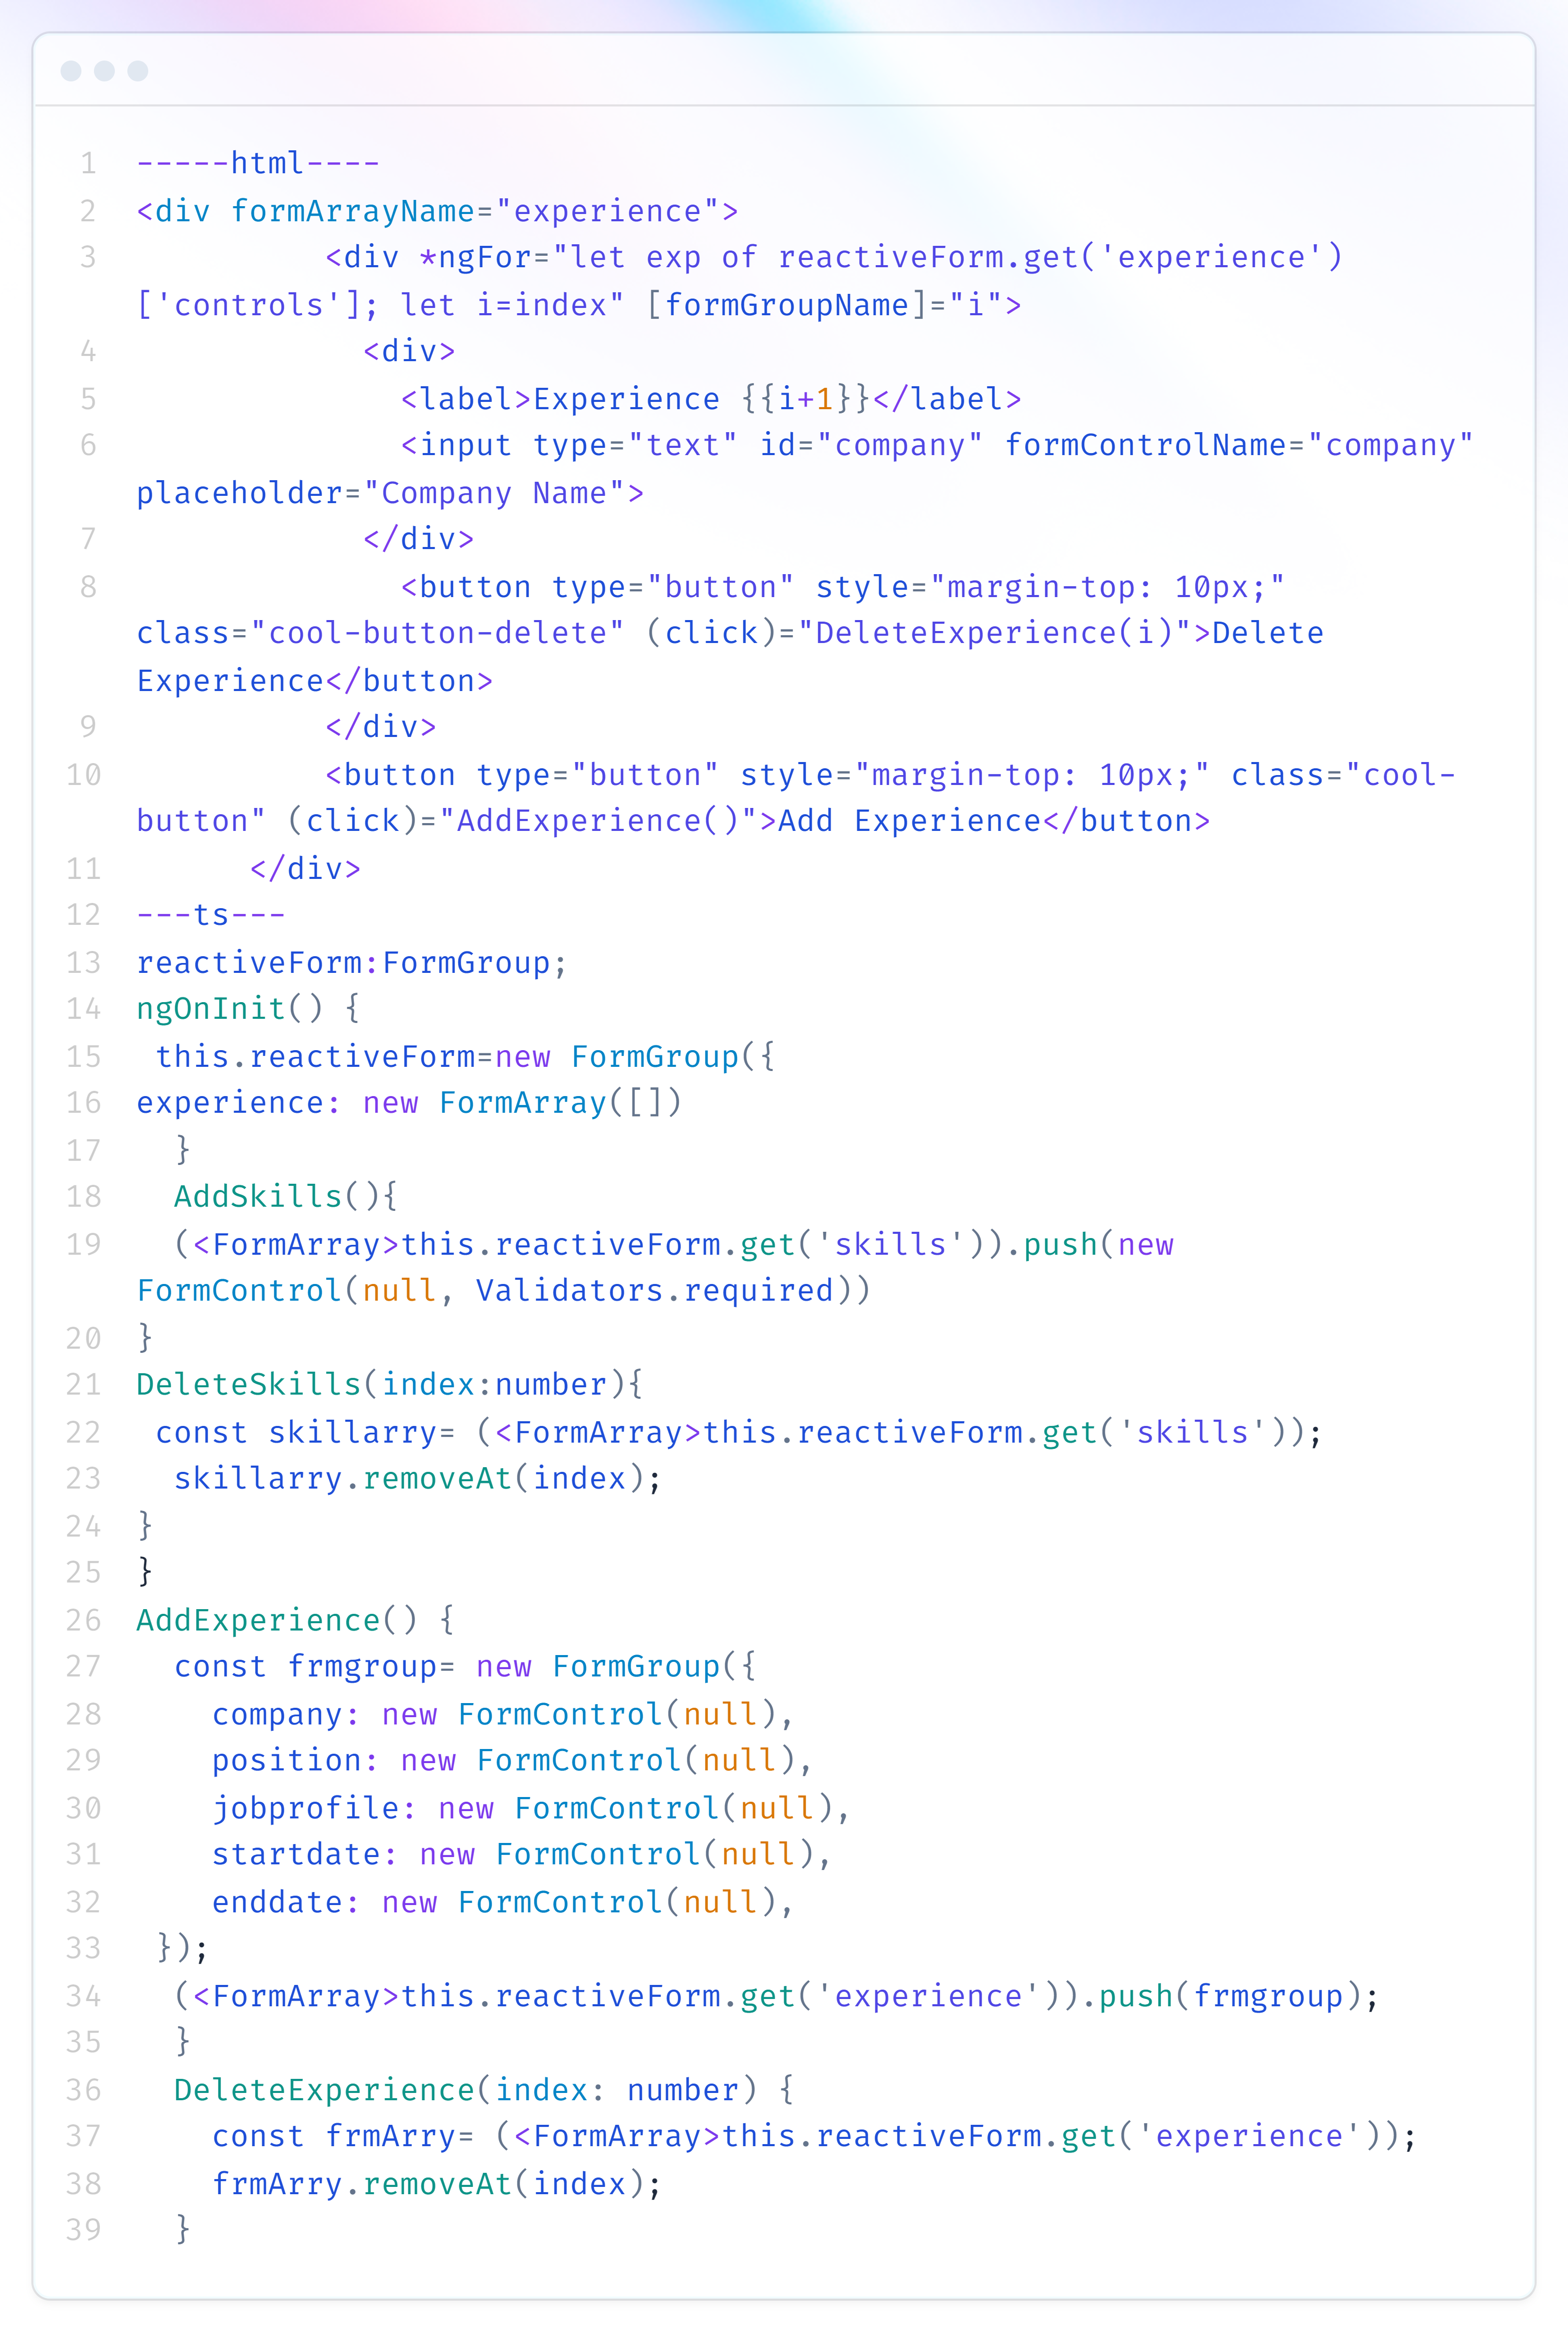 1 -----html----
2 <div formArrayName="experience">
3 <div *ngFor="let exp of reactiveForm.get('experience')
['controls']; let i=index" [formGroupName]="i">
4 <div>
5 <label>Experience {{i+1}}</label>
6 <input type="text" id="company" formControlName="company"
placeholder="Company Name">
7 </div>
8 <button type="button" style="margin-top: 10px;"
class="cool-button-delete" (click)="DeleteExperience(i)">Delete
Experience</button>
9 </div>
10 <button type="button" style="margin-top: 10px;" class="cool-
button" (click)="AddExperience()">Add Experience</button>
11 </div>
12 ---ts---
13 reactiveForm:FormGroup;
14 ngOnInit() {
15 this.reactiveForm=new FormGroup({
16 experience: new FormArray([])
17 }
18 AddSkills(){
19 (<FormArray>this.reactiveForm.get('skills')).push(new
FormControl(null, Validators.required))
20 }
21 DeleteSkills(index:number){
22 const skillarry= (<FormArray>this.reactiveForm.get('skills'));
23 skillarry.removeAt(index);
24 }
25 }
26 AddExperience() {
27 const frmgroup= new FormGroup({
28 company: new FormControl(null),
29 position: new FormControl(null),
30 jobprofile: new FormControl(null),
31 startdate: new FormControl(null),
32 enddate: new FormControl(null),
33 });
34 (<FormArray>this.reactiveForm.get('experience')).push(frmgroup);
35 }
36 DeleteExperience(index: number) {
37 const frmArry= (<FormArray>this.reactiveForm.get('experience'));
38 frmArry.removeAt(index);
39 }